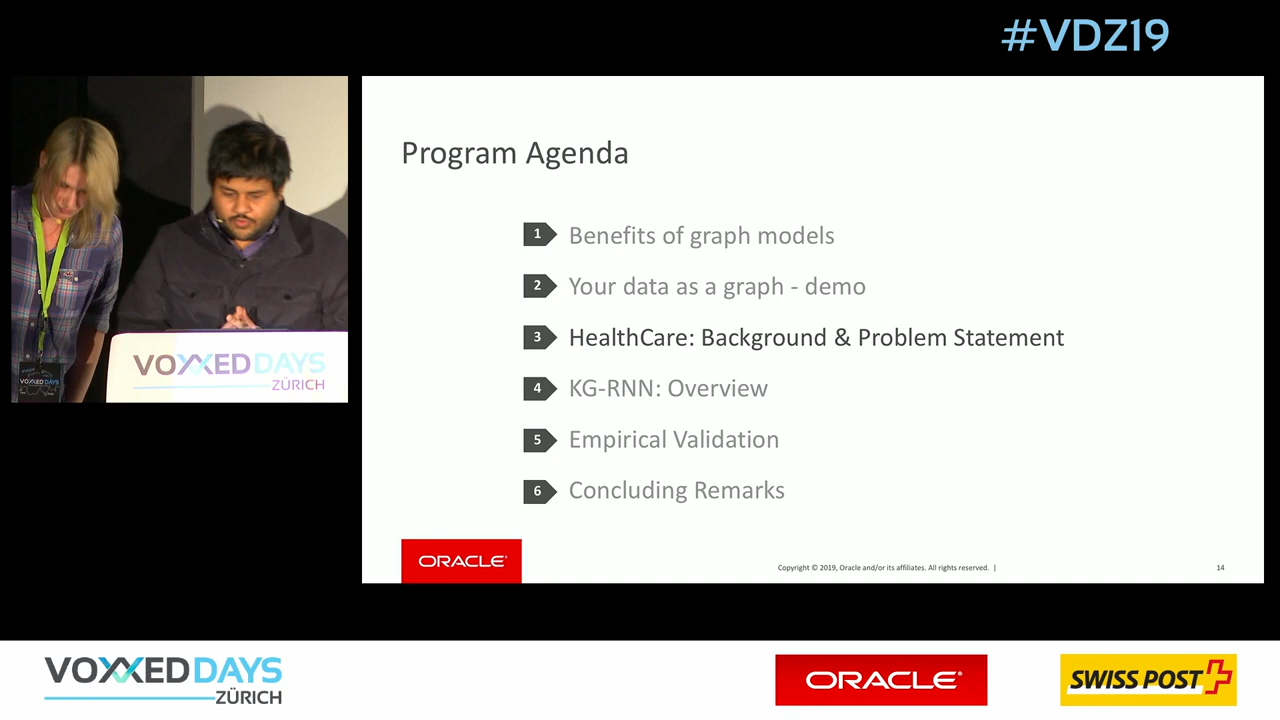 #VDZ19
Program Agenda
1 Benefits of graph models
2 Your data as a graph - demo
3 HealthCare: Background & Problem Statement
4 KG-RNN: Overview
5 Empirical Validation
6 Concluding Remarks
ORACLE
Copyright © 2019, Oracle and/or its affiliates. All rights reserved. |
14
VOXXED DAYS
ZÜRICH
VOXXED DAYS
VOXXED DAYS
ZÜRICH
ORACLE
SWISS POST